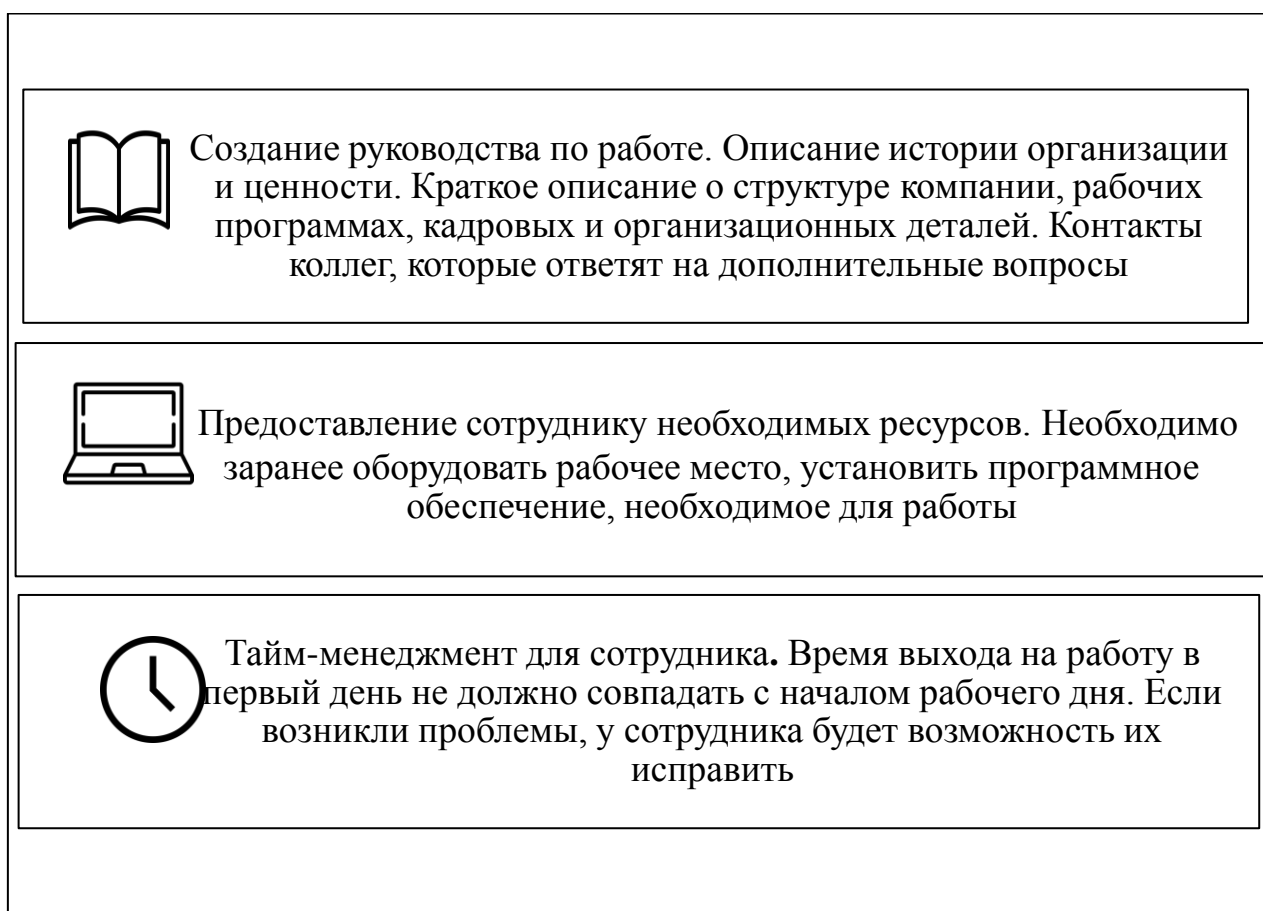 Создание руководства по работе. Описание истории организации
и ценности. Краткое описание о структуре компании, рабочих
программах, кадровых и организационных деталей. Контакты
коллег, которые ответят на дополнительные вопросы
Предоставление сотруднику необходимых ресурсов. Необходимо
заранее оборудовать рабочее место, установить программное
обеспечение, необходимое для работы
Тайм-менеджмент для сотрудника. Время выхода на работу в
первый день не должно совпадать с началом рабочего дня. Если
возникли проблемы, у сотрудника будет возможность их
исправить